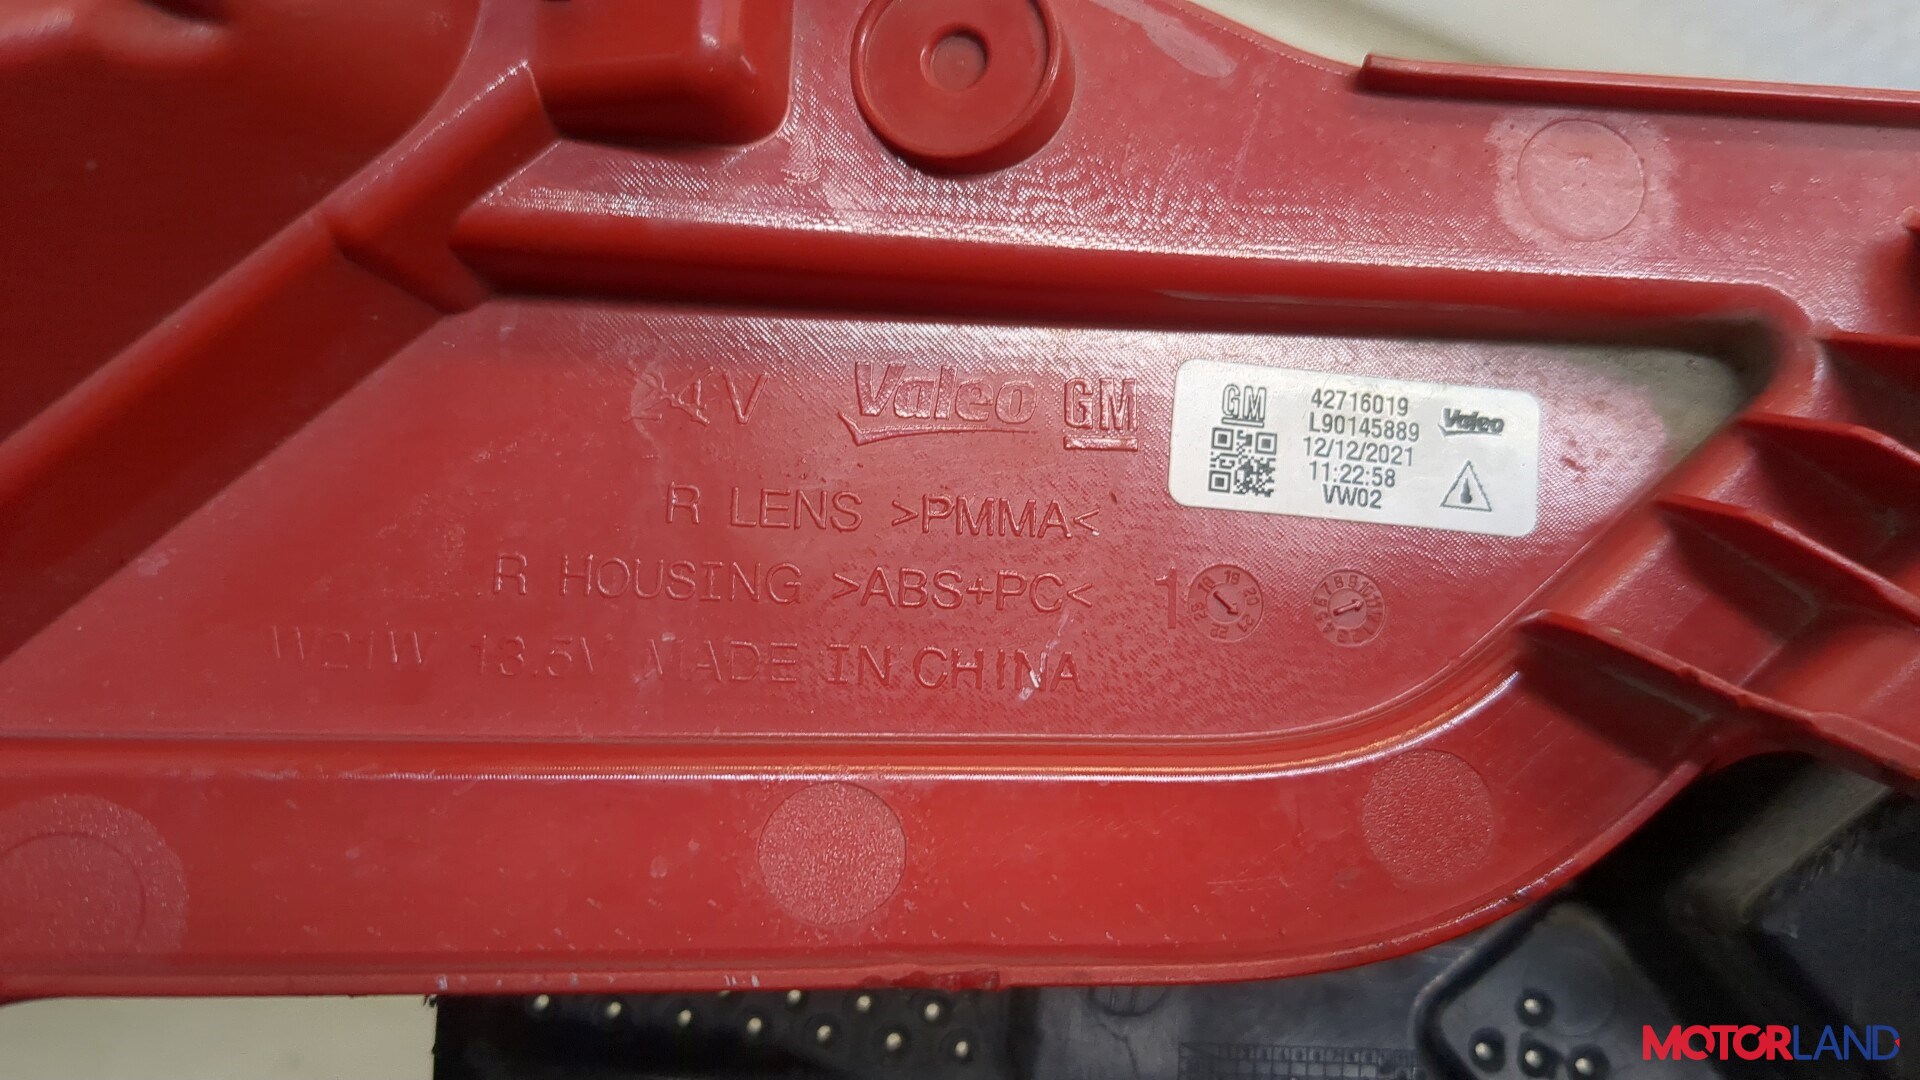 24V Valeo GM
GM
42716019
L90145889
12/12/2021
11:22:58
VW02
Valeo
R LENS >PMMA<
R HOUSING >ABS+PC< 1
W21W 13.5V MADE IN CHINA
MOTORLAND